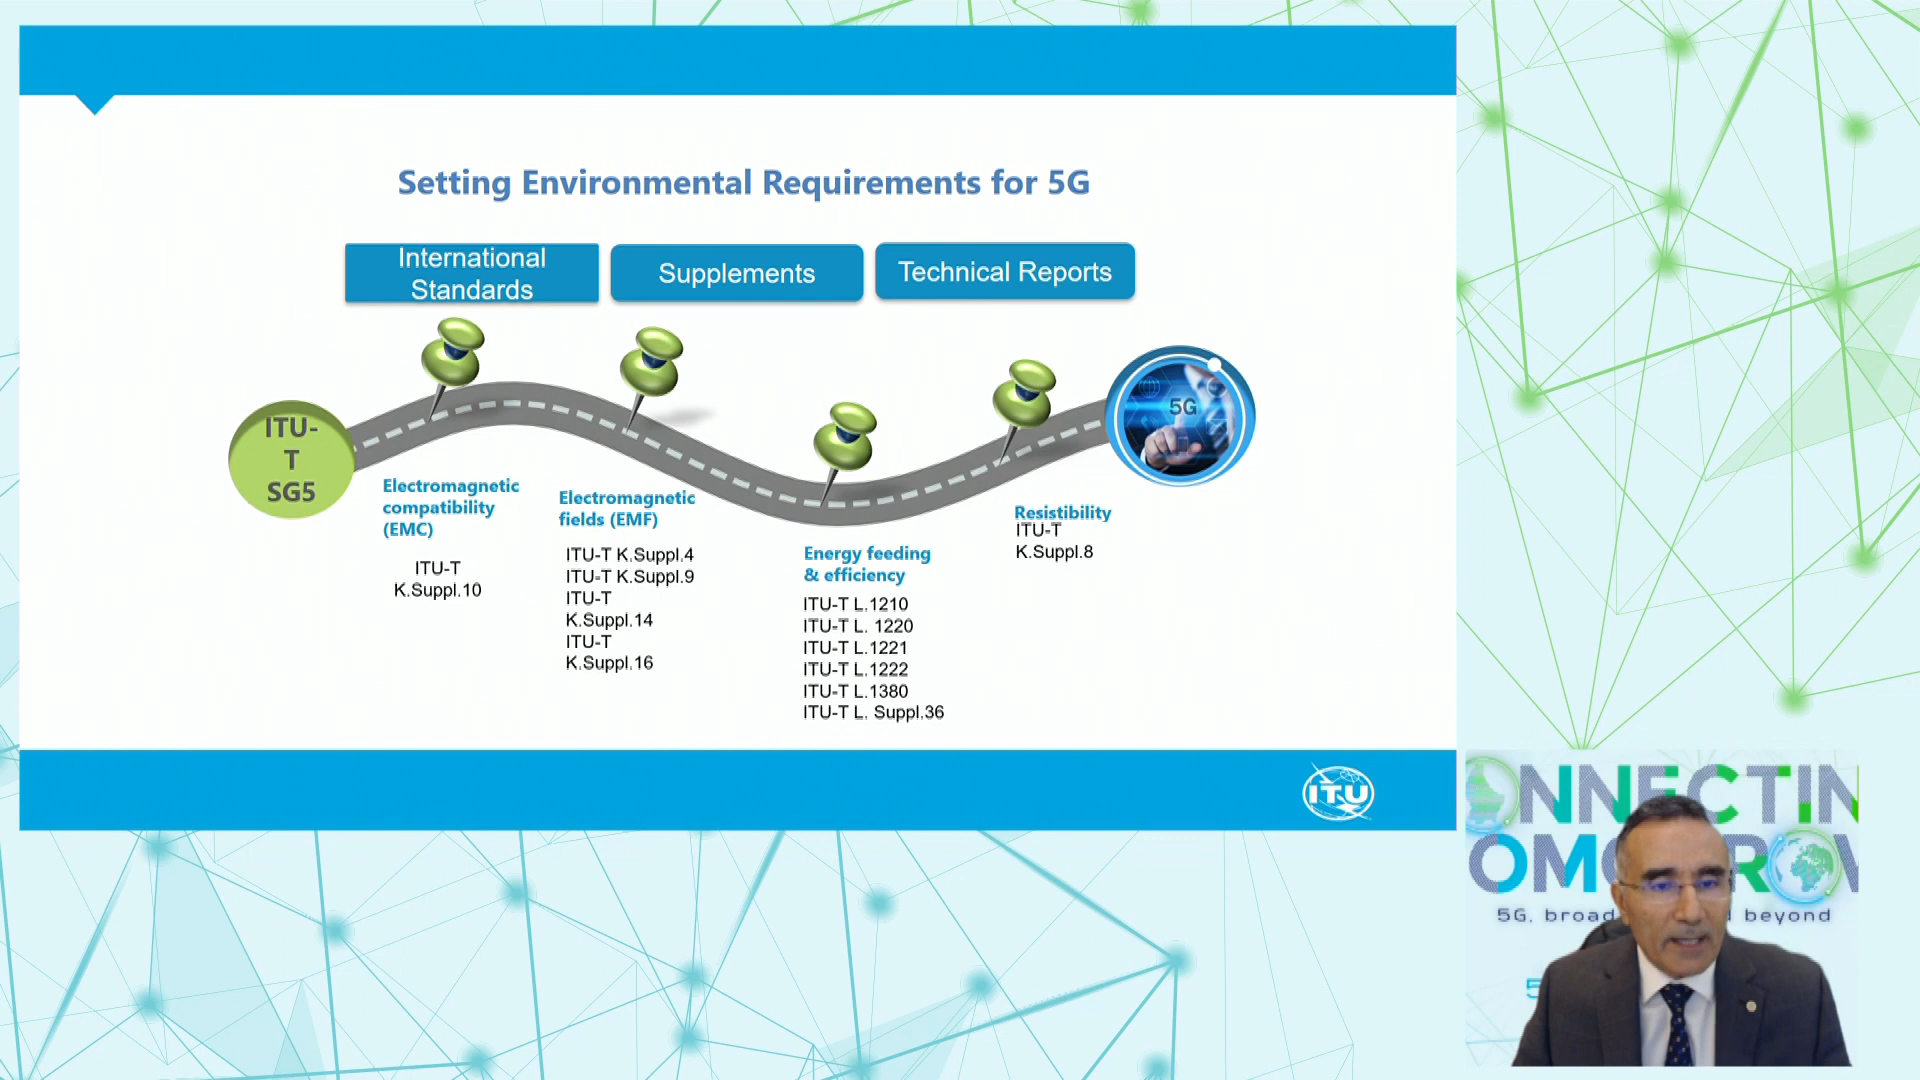 Setting Environmental Requirements for 5G
International
Standards
Supplements
Technical Reports
ITU-
T
SG5
5G
Electromagnetic
compatibility
(EMC)
ITU-T
K.Suppl.10
Electromagnetic
fields (EMF)
ITU-T K.Suppl.4
ITU-T K.Suppl.9
ITU-T
K.Suppl.14
ITU-T
K.Suppl.16
Energy feeding
& efficiency
ITU-T L.1210
ITU-T L. 1220
ITU-T L.1221
ITU-T L.1222
ITU-T L.1380
ITU-T L. Suppl.36
Resistibility
ITU-T
K.Suppl.8
ITU
ONNECTIN
OMO R OW
5G, broad d beyond
5